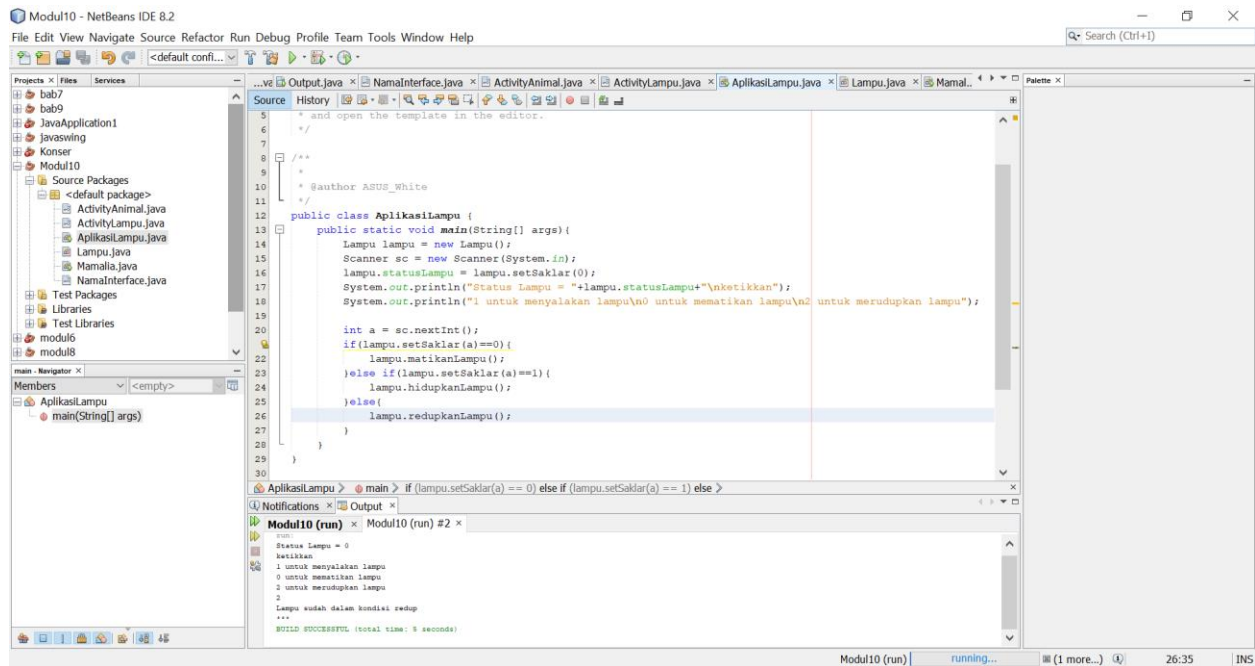 Modul10 - NetBeans IDE 8.2
File Edit View Navigate Source Refactor Run Debug Profile Team Tools Window Help
Search (Ctrl+I)
<default confi...
Projects Files Services
bab7
bab9
JavaApplication1
javaswing
Konser
Modul10
Source Packages
<default package>
ActivityAnimal.java
ActivityLampu.java
AplikasiLampu.java
Lampu.java
Mamalia.java
NamaInterface.java
Test Packages
Libraries
Test Libraries
modul6
modul8
main - Navigator
Members <empty>
AplikasiLampu
main(String[] args)
...va Output.java NamaInterface.java ActivityAnimal.java ActivityLampu.java AplikasiLampu.java Lampu.java Mamal...
Source History
5 * and open the template in the editor.
6 */
7
8 /**
9 *
10 * @author ASUS_White
11 */
12 public class AplikasiLampu {
13 public static void main(String[] args){
14 Lampu lampu = new Lampu();
15 Scanner sc = new Scanner(System.in);
16 lampu.statusLampu = lampu.setSaklar(0);
17 System.out.println("Status Lampu = "+lampu.statusLampu+"\nketikkan");
18 System.out.println("1 untuk menyalakan lampu\n0 untuk mematikan lampu\n2 untuk merudupkan lampu");
19
20 int a = sc.nextInt();
if(lampu.setSaklar(a)==0){
22 lampu.matikanLampu();
23 }else if(lampu.setSaklar(a)==1){
24 lampu.hidupkanLampu();
25 }else{
26 lampu.redupkanLampu();
27 }
28 }
29 }
30
AplikasiLampu main if (lampu.setSaklar(a) == 0) else if (lampu.setSaklar(a) == 1) else
Notifications Output
Modul10 (run) Modul10 (run) #2
run:
Status Lampu = 0
ketikkan
1 untuk menyalakan lampu
0 untuk mematikan lampu
2 untuk merudupkan lampu
2
Lampu sudah dalam kondisi redup
***
BUILD SUCCESSFUL (total time: 5 seconds)
Palette
Modul10 (run) running... (1 more...) 26:35 INS